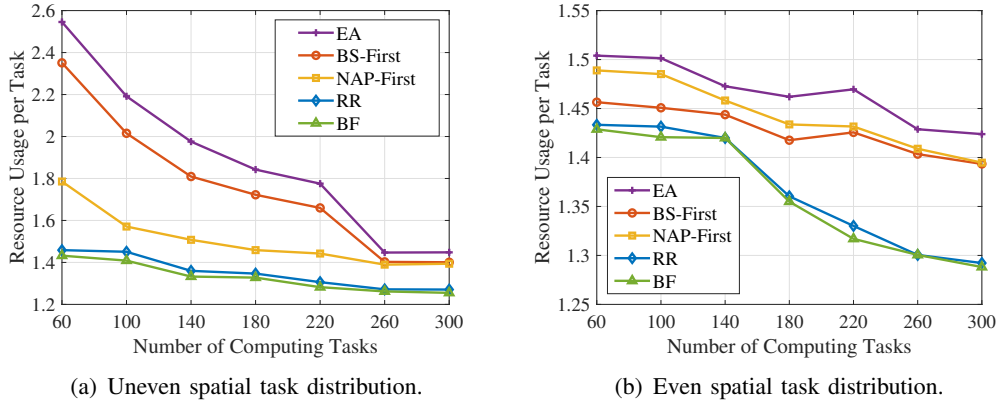 2.6
2.4
2.2
2
1.8
1.6
1.4
1.2
Resource Usage per Task
EA
BS-First
NAP-First
RR
BF
60 100 140 180 220 260 300
Number of Computing Tasks
(a) Uneven spatial task distribution.
1.55
1.5
1.45
1.4
1.35
1.3
1.25
Resource Usage per Task
EA
BS-First
NAP-First
RR
BF
60 100 140 180 220 260 300
Number of Computing Tasks
(b) Even spatial task distribution.